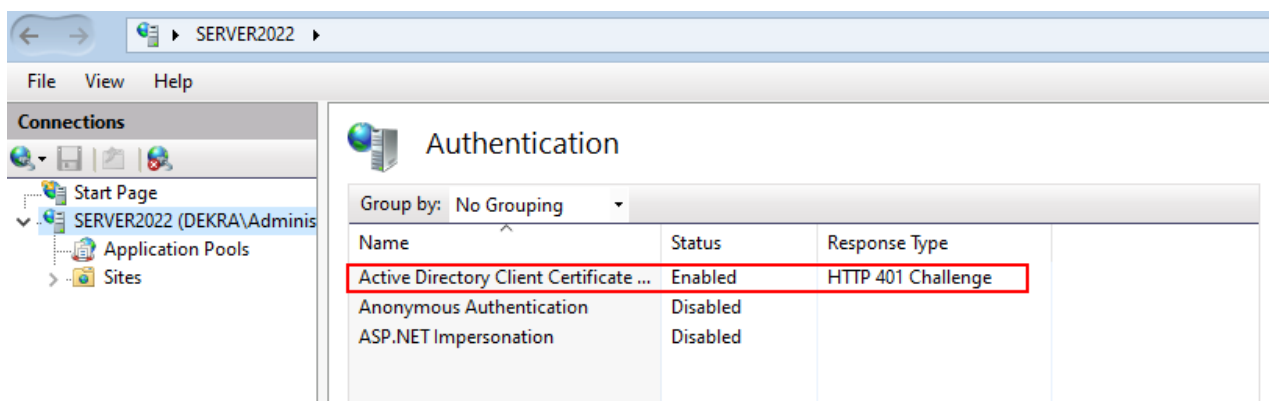 SERVER2022
File View Help
Connections
Authentication
Start Page
SERVER2022 (DEKRA\Adminis
Application Pools
Sites
Group by: No Grouping
Name Status Response Type
Active Directory Client Certificate ... Enabled HTTP 401 Challenge
Anonymous Authentication Disabled
ASP.NET Impersonation Disabled